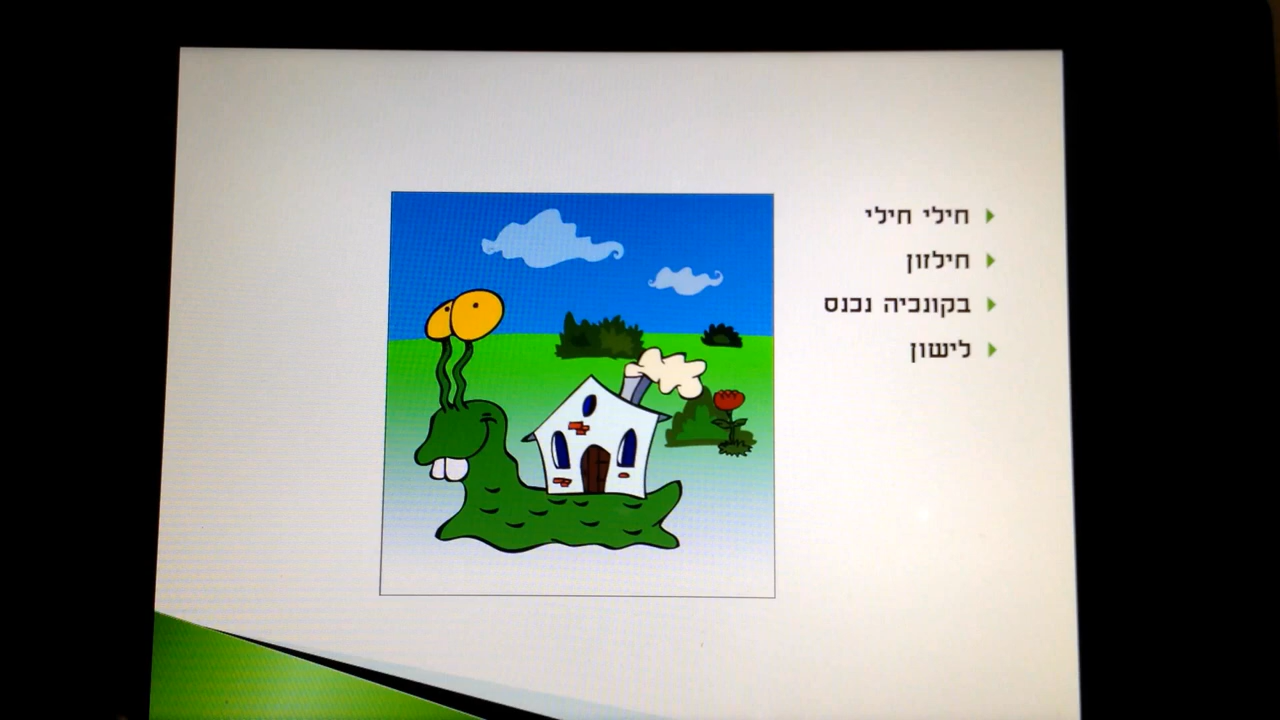 חילי חילי
חילזון
בקונכיה נכנס
לישון